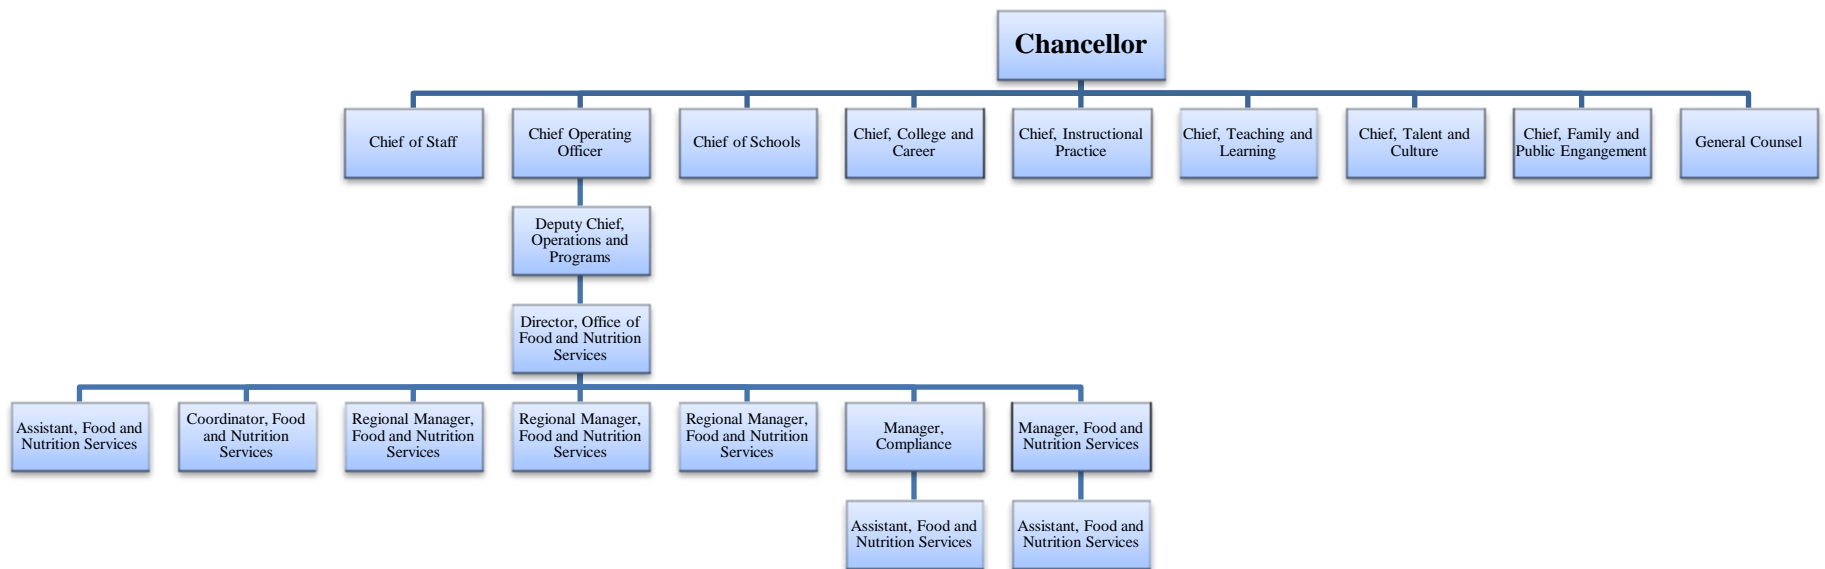 Chancellor
Chief of Staff
Chief Operating
Officer
Chief of Schools
Chief, College and
Career
Chief, Instructional
Practice
Chief, Teaching and
Learning
Chief, Talent and
Culture
Chief, Family and
Public Engangement
General Counsel
Deputy Chief,
Operations and
Programs
Director, Office of
Food and Nutrition
Services
Assistant, Food and
Nutrition Services
Coordinator, Food
and Nutrition
Services
Regional Manager,
Food and Nutrition
Services
Regional Manager,
Food and Nutrition
Services
Regional Manager,
Food and Nutrition
Services
Manager,
Compliance
Manager, Food and
Nutrition Services
Assistant, Food and
Nutrition Services
Assistant, Food and
Nutrition Services